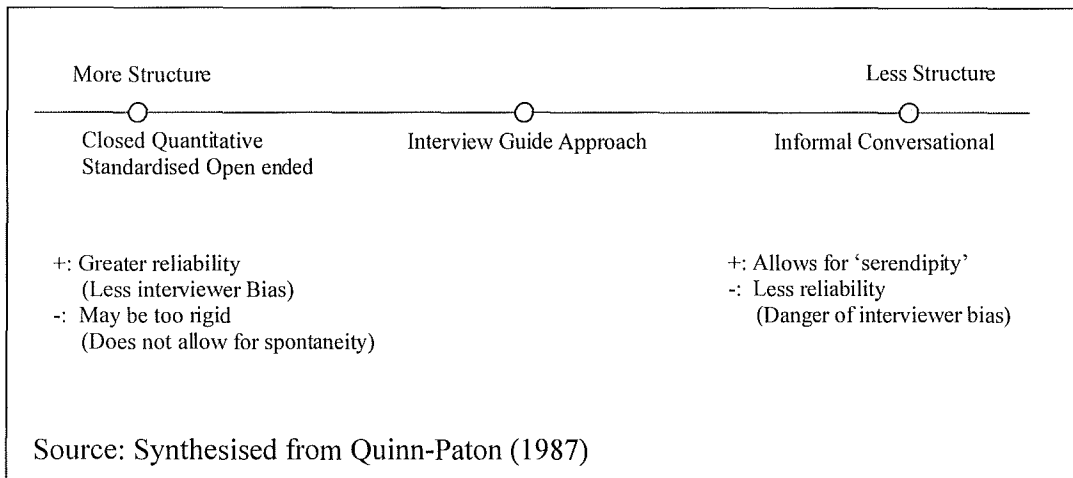 More Structure
Less Structure
Closed Quantitative
Standardised Open ended
Interview Guide Approach
Informal Conversational
+: Greater reliability
(Less interviewer Bias)
-: May be too rigid
(Does not allow for spontaneity)
+: Allows for ‘serendipity’
-: Less reliability
(Danger of interviewer bias)
Source: Synthesised from Quinn-Paton (1987)